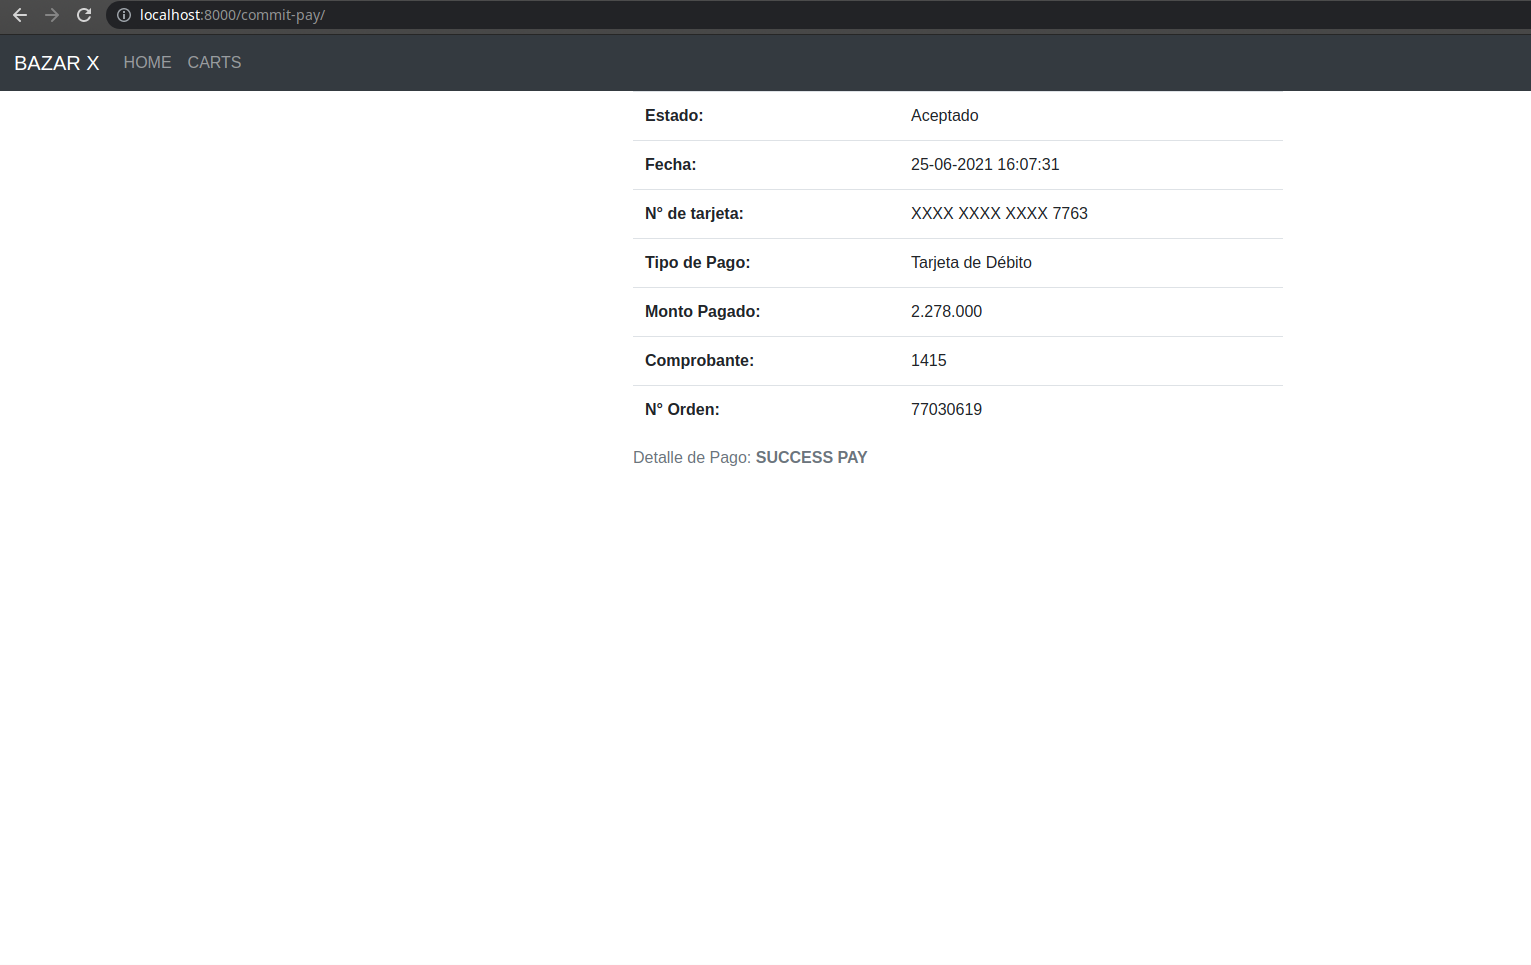 localhost:8000/commit-pay/
BAZAR X HOME CARTS
Estado: Aceptado
Fecha: 25-06-2021 16:07:31
N° de tarjeta: XXXX XXXX XXXX 7763
Tipo de Pago: Tarjeta de Débito
Monto Pagado: 2.278.000
Comprobante: 1415
N° Orden: 77030619
Detalle de Pago: SUCCESS PAY